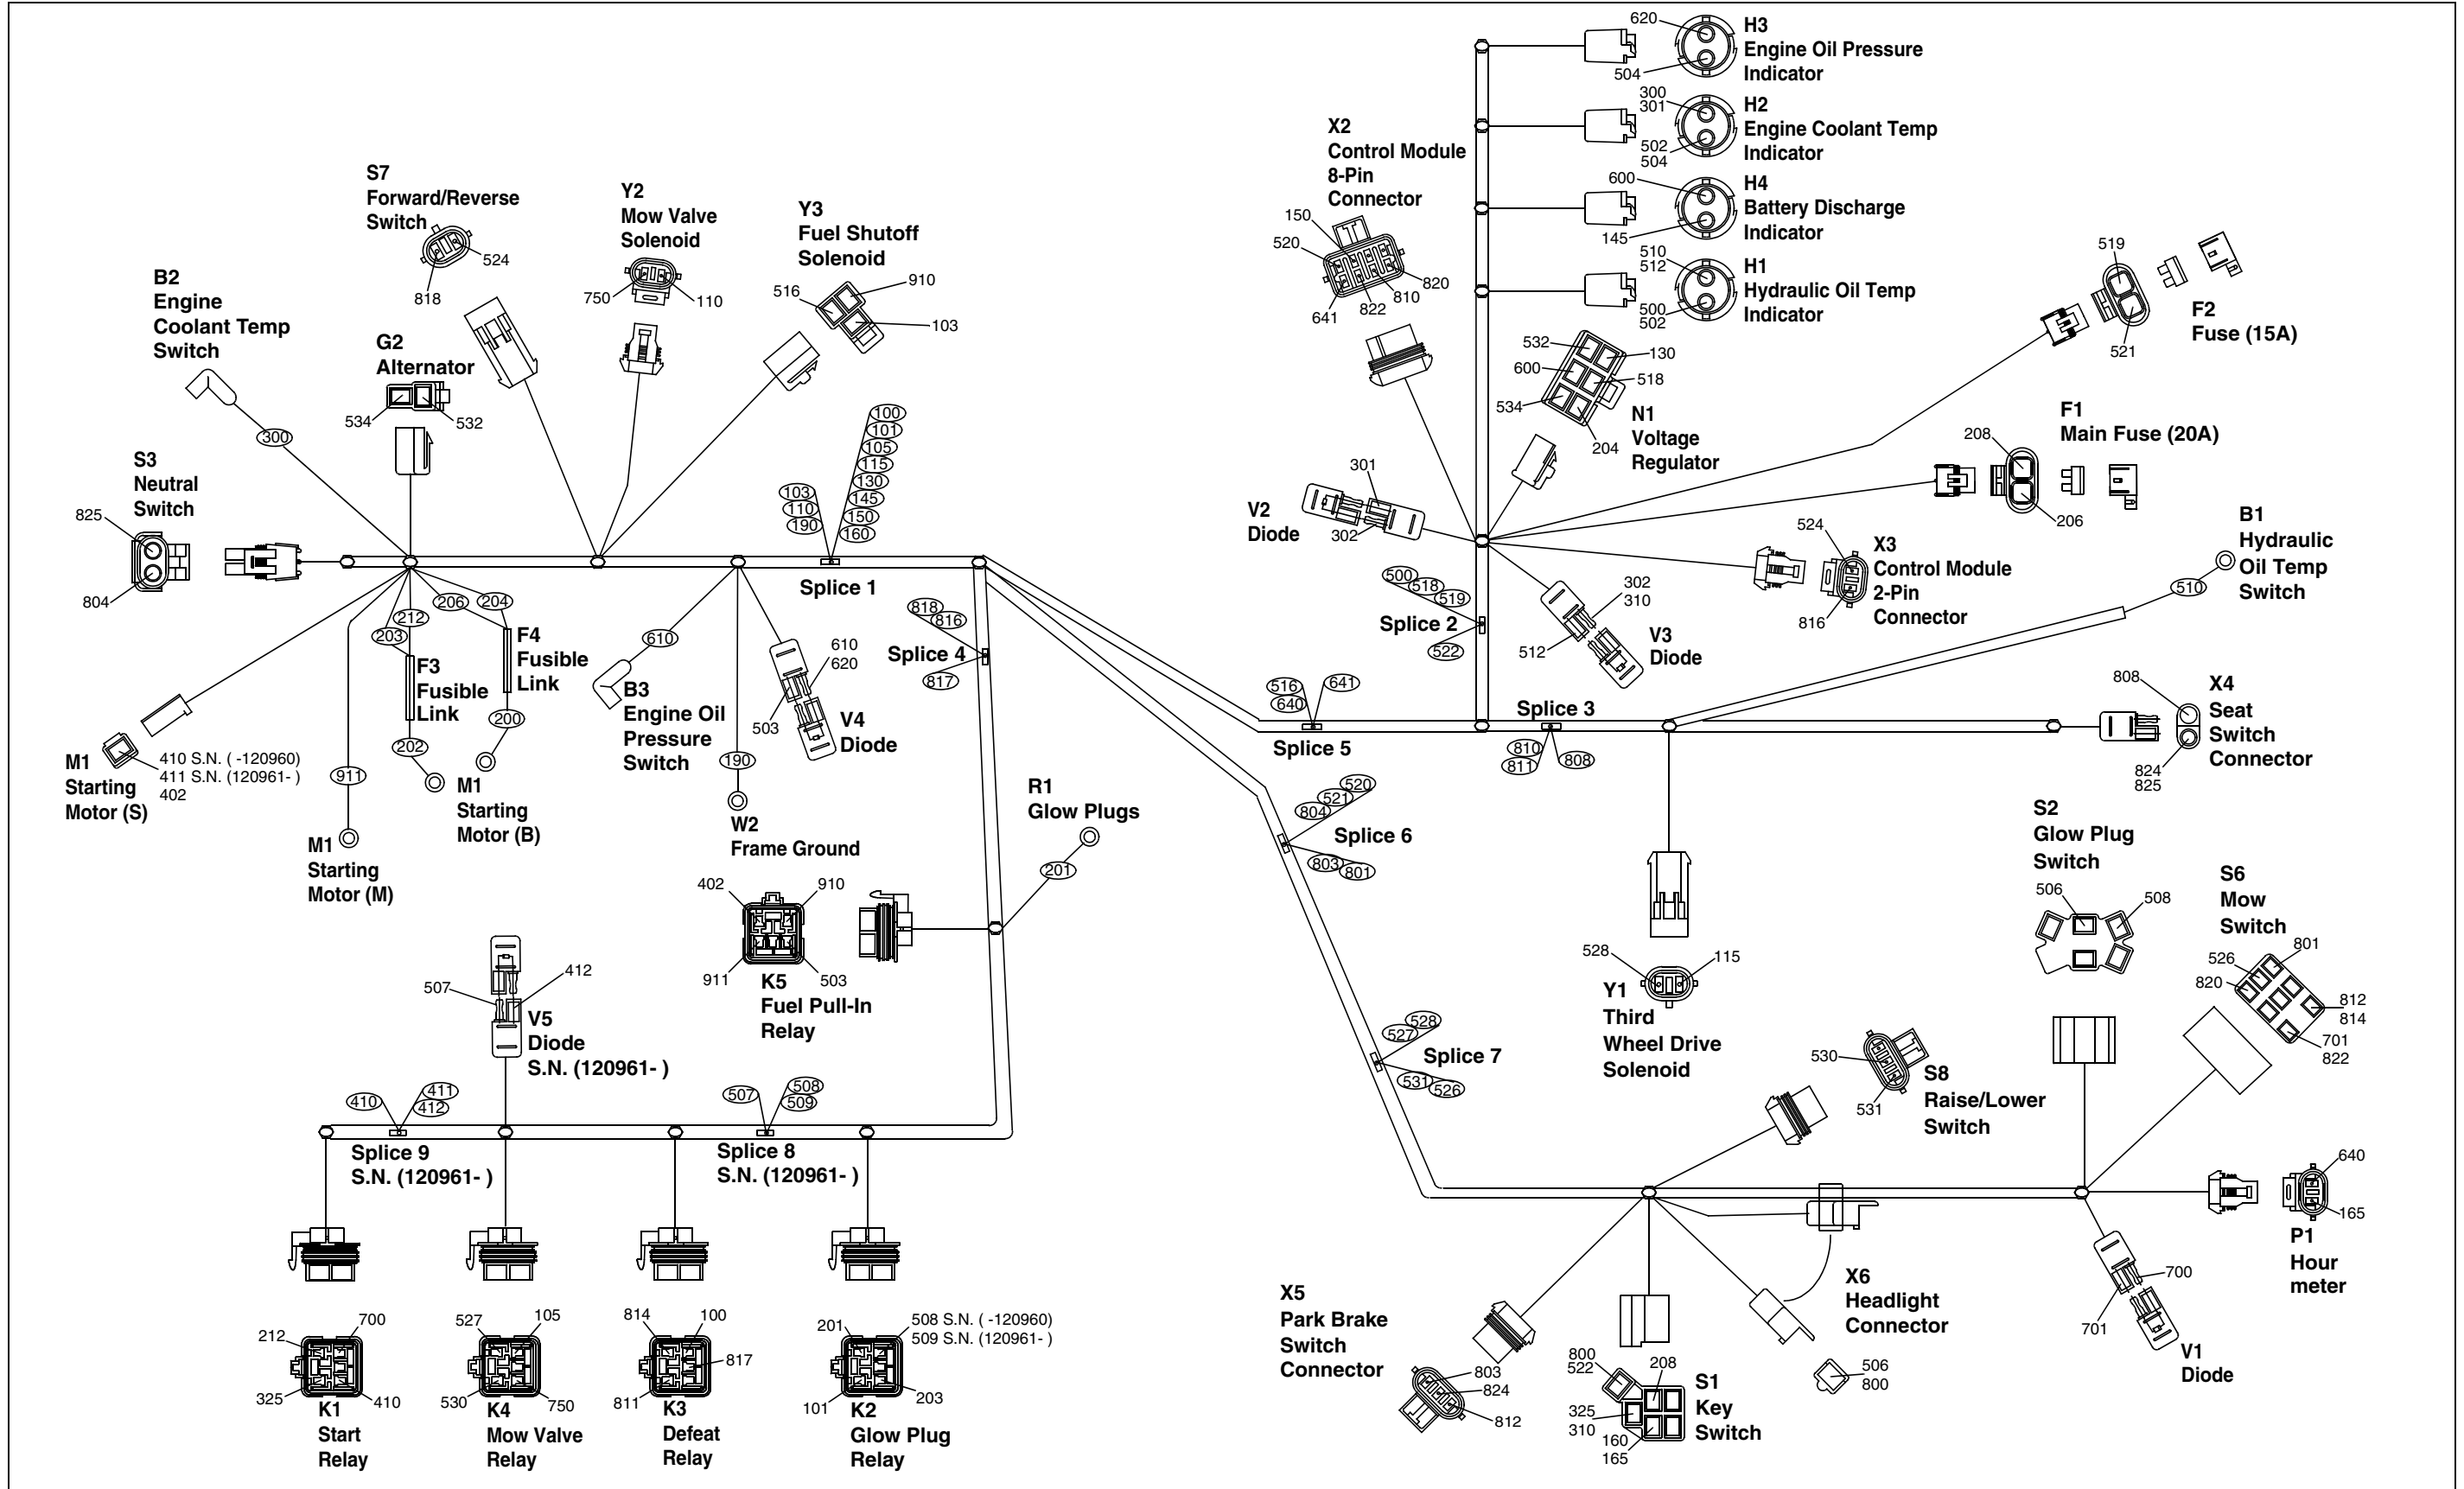 620
H3
Engine Oil Pressure
Indicator
504
300
301
H2
Engine Coolant Temp
Indicator
502
504
600
H4
Battery Discharge
Indicator
145
510
512
H1
Hydraulic Oil Temp
Indicator
500
502
X2
Control Module
8-Pin
Connector
150
520
641
822
810
820
532
130
600
518
534
204
N1
Voltage
Regulator
519
521
F2
Fuse (15A)
F1
Main Fuse (20A)
208
206
B1
Hydraulic
Oil Temp
Switch
510
S7
Forward/Reverse
Switch
524
818
Y2
Mow Valve
Solenoid
750
110
Y3
Fuel Shutoff
Solenoid
516
910
103
B2
Engine
Coolant Temp
Switch
300
G2
Alternator
534
532
S3
Neutral
Switch
825
804
100
101
105
115
130
145
150
160
103
110
190
Splice 1
301
V2
Diode
302
524
X3
Control Module
2-Pin
Connector
816
500
518
519
Splice 2
522
302
310
512
V3
Diode
206
204
212
203
F4
Fusible
Link
F3
Fusible
Link
200
202
610
B3
Engine Oil
Pressure
Switch
610
620
503
V4
Diode
818
816
Splice 4
817
M1
Starting
Motor (S)
410 S.N. ( -120960)
411 S.N. (120961- )
402
911
M1
Starting
Motor (M)
M1
Starting
Motor (B)
190
W2
Frame Ground
R1
Glow Plugs
201
516
640
641
Splice 5
Splice 3
810
811
808
808
X4
Seat
Switch
Connector
824
825
520
521
804
Splice 6
803
801
S2
Glow Plug
Switch
506
508
S6
Mow
Switch
801
526
820
812
814
701
822
402
910
911
503
K5
Fuel Pull-In
Relay
528
115
Y1
Third
Wheel Drive
Solenoid
412
507
V5
Diode
S.N. (120961- )
528
527
Splice 7
531
526
530
531
S8
Raise/Lower
Switch
410
411
412
Splice 9
S.N. (120961- )
507
508
509
Splice 8
S.N. (120961- )
640
165
P1
Hour
meter
X5
Park Brake
Switch
Connector
803
824
812
X6
Headlight
Connector
506
800
800
522
208
325
310
160
165
S1
Key
Switch
700
701
V1
Diode
212
700
325
410
K1
Start
Relay
527
105
530
750
K4
Mow Valve
Relay
814
100
817
811
K3
Defeat
Relay
201
508 S.N. ( -120960)
509 S.N. (120961- )
101
203
K2
Glow Plug
Relay